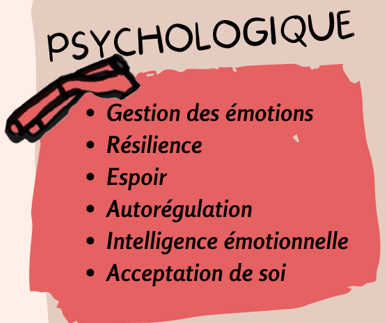 PSYCHOLOGIQUE
• Gestion des émotions
• Résilience
• Espoir
• Autorégulation
• Intelligence émotionnelle
• Acceptation de soi